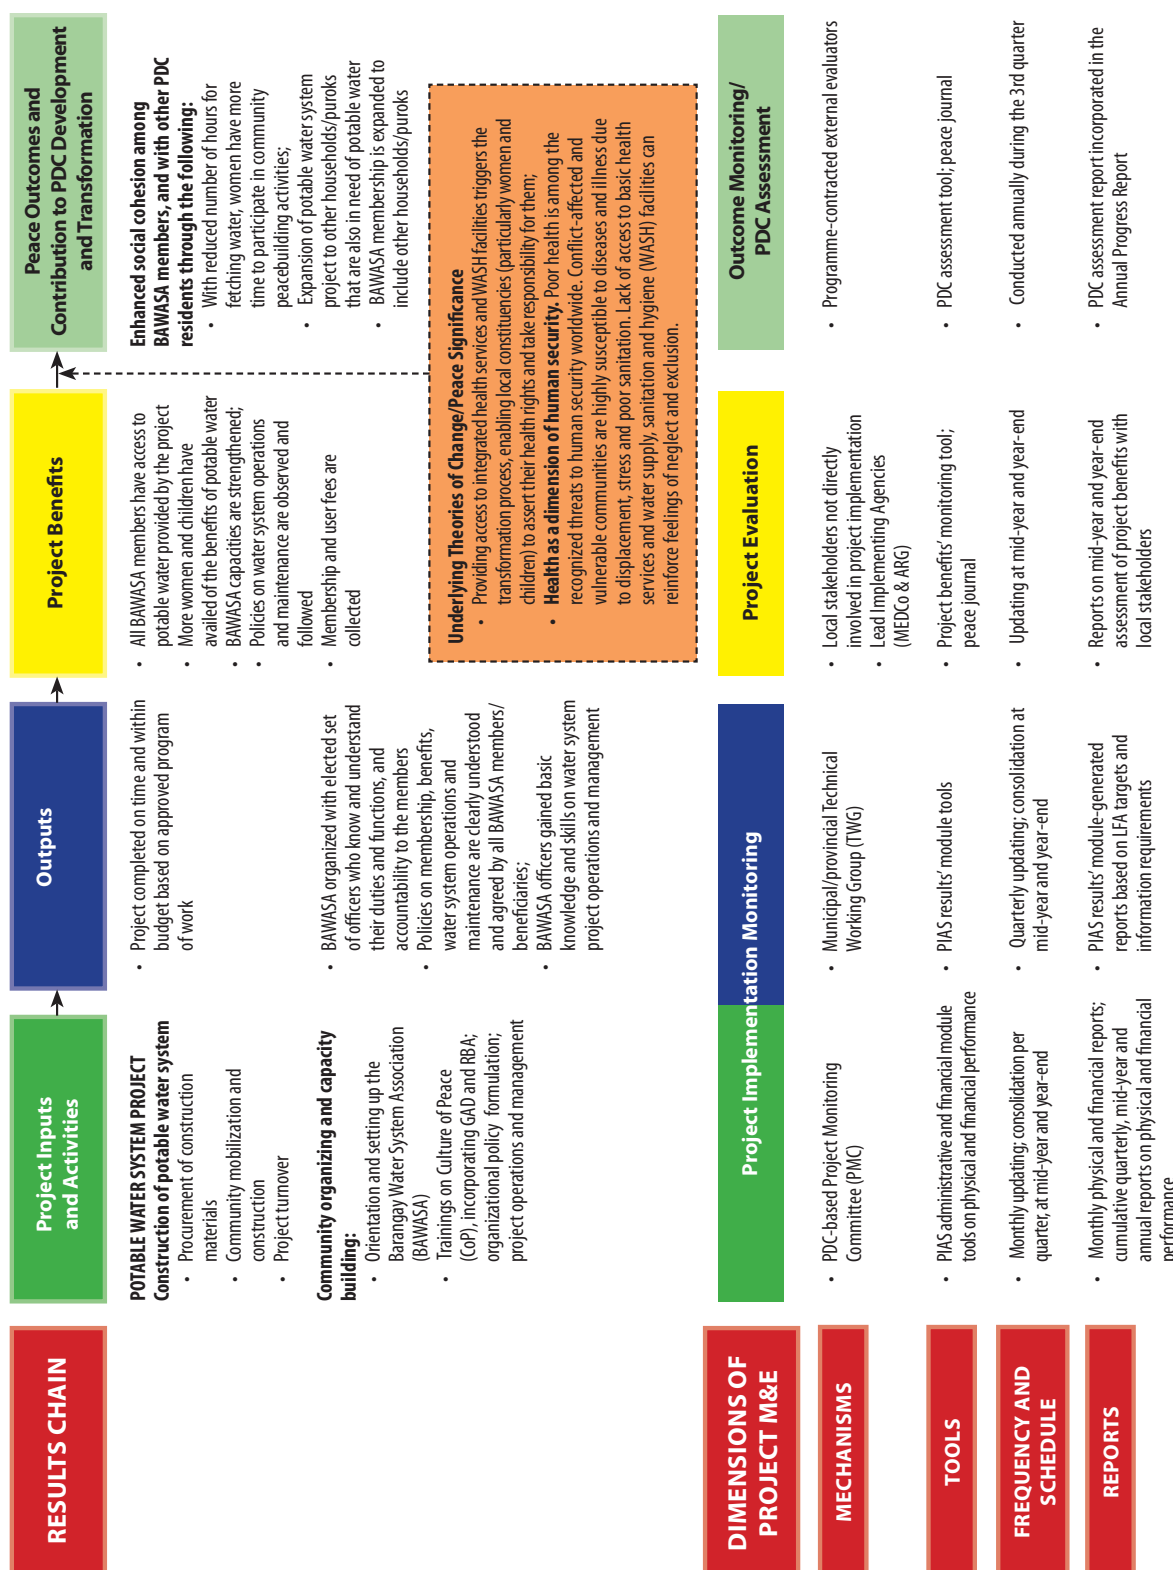 RESULTS CHAIN
Project Inputs
and Activities
Outputs
Project Benefits
Peace Outcomes and
Contribution to PDC Development
and Transformation
POTABLE WATER SYSTEM PROJECT
Construction of potable water system
• Procurement of construction
materials
• Community mobilization and
construction
• Project turnover
Community organizing and capacity
building:
• Orientation and setting up the
Barangay Water System Association
(BAWASA)
• Trainings on Culture of Peace
(CoP), incorporating GAD and RBA;
organizational policy formulation;
project operations and management
• Project completed on time and within
budget based on approved program
of work
• BAWASA organized with elected set
of officers who know and understand
their duties and functions, and
accountability to the members
• Policies on membership, benefits,
water system operations and
maintenance are clearly understood
and agreed by all BAWASA members/
beneficiaries;
• BAWASA officers gained basic
knowledge and skills on water system
project operations and management
• All BAWASA members have access to
potable water provided by the project
• More women and children have
availed of the benefits of potable water
• BAWASA capacities are strengthened;
• Policies on water system operations
and maintenance are observed and
followed
• Membership and user fees are
collected
Enhanced social cohesion among
BAWASA members, and with other PDC
residents through the following:
• With reduced number of hours for
fetching water, women have more
time to participate in community
peacebuilding activities;
• Expansion of potable water system
project to other households/puroks
that are also in need of potable water
• BAWASA membership is expanded to
include other households/puroks
Underlying Theories of Change/Peace Significance
• Providing access to integrated health services and WASH facilities triggers the
transformation process, enabling local constituencies (particularly women and
children) to assert their health rights and take responsibility for them;
• Health as a dimension of human security. Poor health is among the
recognized threats to human security worldwide. Conflict-affected and
vulnerable communities are highly susceptible to diseases and illness due
to displacement, stress and poor sanitation. Lack of access to basic health
services and water supply, sanitation and hygiene (WASH) facilities can
reinforce feelings of neglect and exclusion.
DIMENSIONS OF
PROJECT M&E
Project Implementation Monitoring
Project Evaluation
Outcome Monitoring/
PDC Assessment
MECHANISMS
• PDC-based Project Monitoring
Committee (PMC)
• Municipal/provincial Technical
Working Group (TWG)
• Local stakeholders not directly
involved in project implementation
• Lead Implementing Agencies
(MEDCo & ARG)
• Programme-contracted external evaluators
TOOLS
• PIAS administrative and financial module
tools on physical and financial performance
• PIAS results' module tools
• Project benefits' monitoring tool;
peace journal
• PDC assessment tool; peace journal
FREQUENCY AND
SCHEDULE
• Monthly updating; consolidation per
quarter, at mid-year and year-end
• Quarterly updating; consolidation at
mid-year and year-end
• Updating at mid-year and year-end
• Conducted annually during the 3rd quarter
REPORTS
• Monthly physical and financial reports;
cumulative quarterly, mid-year and
annual reports on physical and financial
performance
• PIAS results' module-generated
reports based on LFA targets and
information requirements
• Reports on mid-year and year-end
assessment of project benefits with
local stakeholders
• PDC assessment report incorporated in the
Annual Progress Report